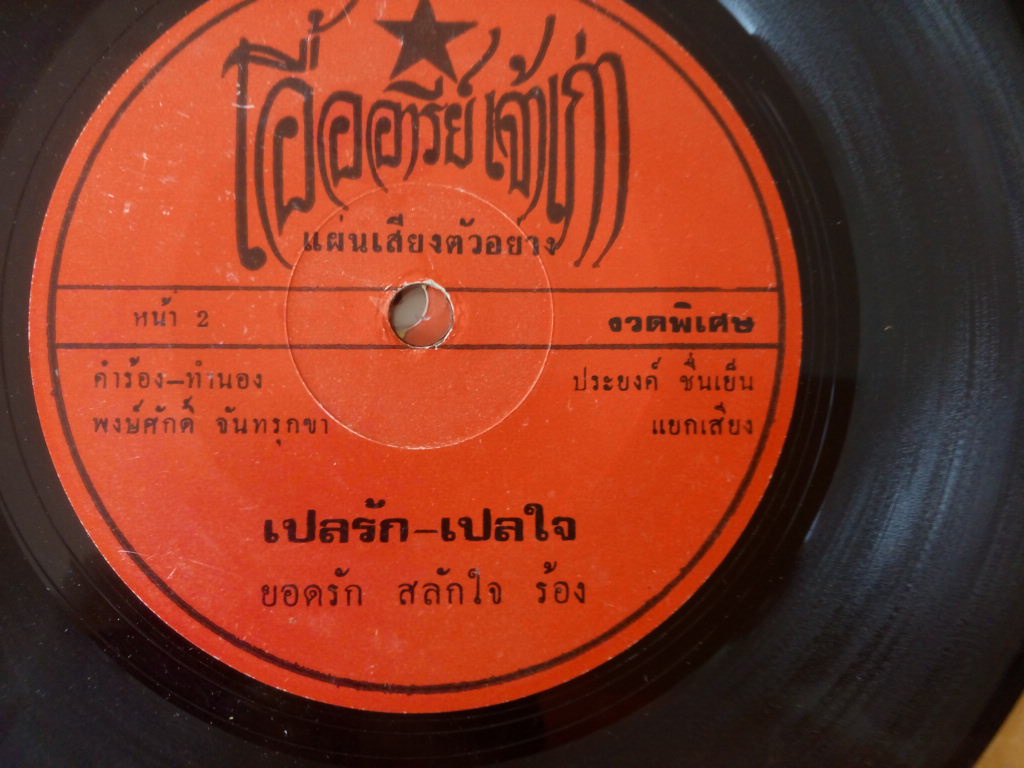 เอื้ออารีย์เจ้าเก่า
แผ่นเสียงตัวอย่าง
หน้า 2 งวดพิเศษ
คำร้อง–ทำนอง ประยงค์ ชื่นเย็น
พงษ์ศักดิ์ จันทรุกขา แยกเสียง
เปลรัก–เปลใจ
ยอดรัก สลักใจ ร้อง